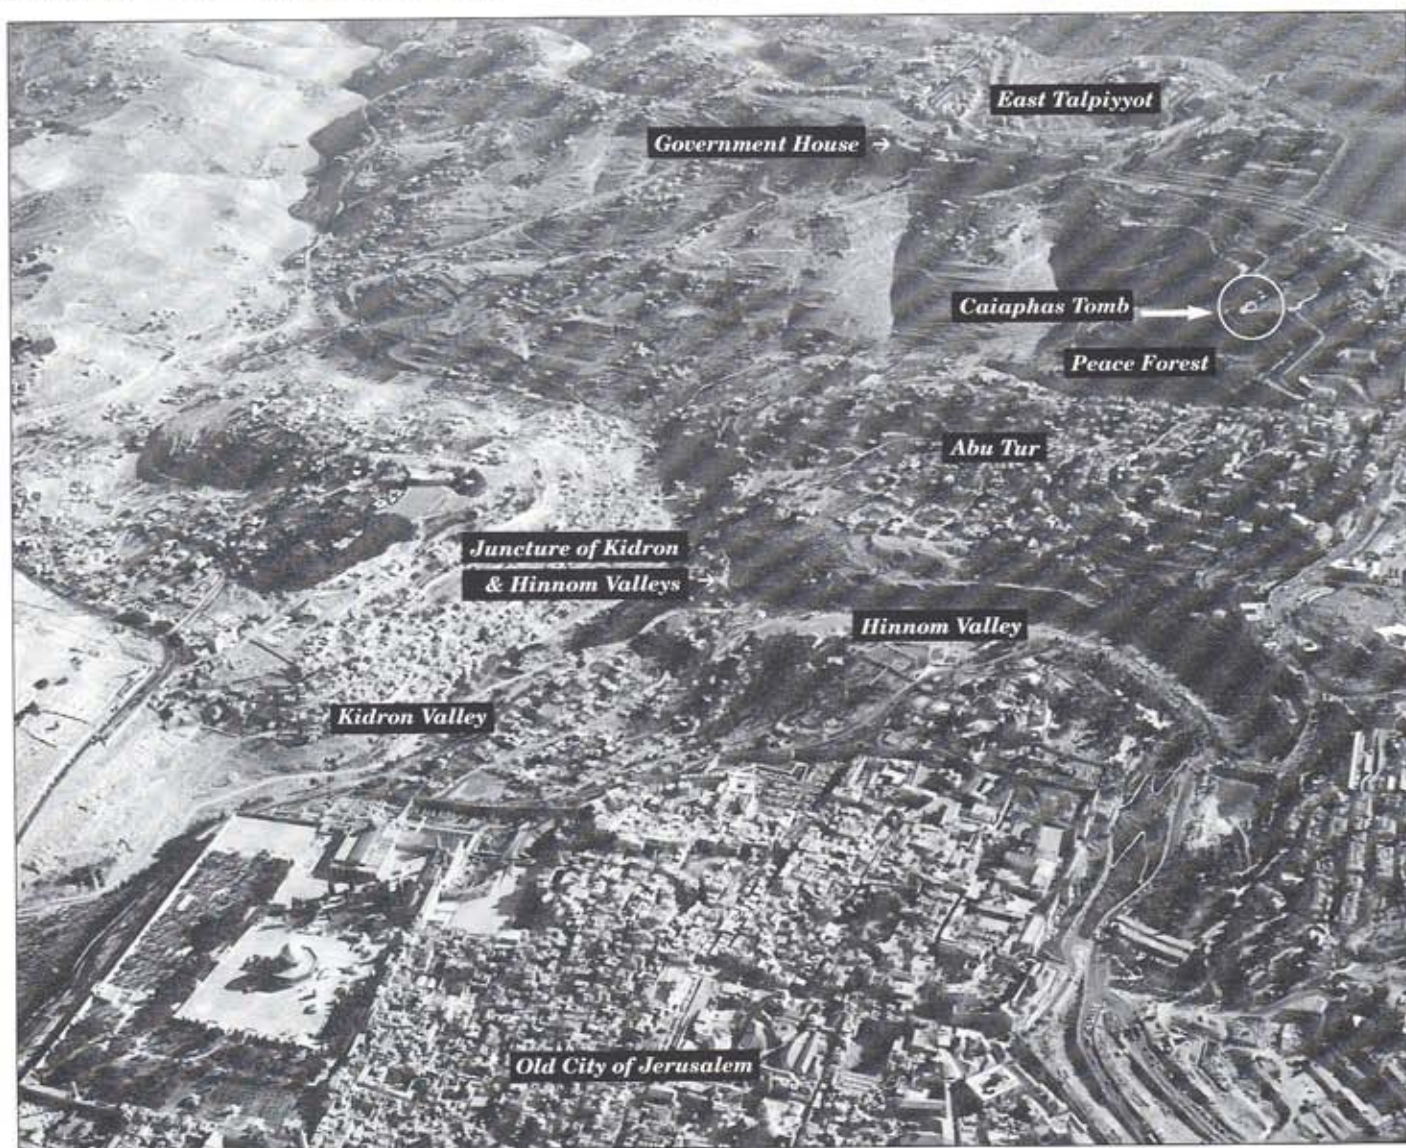 East Talpiyyot
Government House →
Caiaphas Tomb
Peace Forest
Abu Tur
Juncture of Kidron
& Hinnom Valleys →
Hinnom Valley
Kidron Valley
Old City of Jerusalem